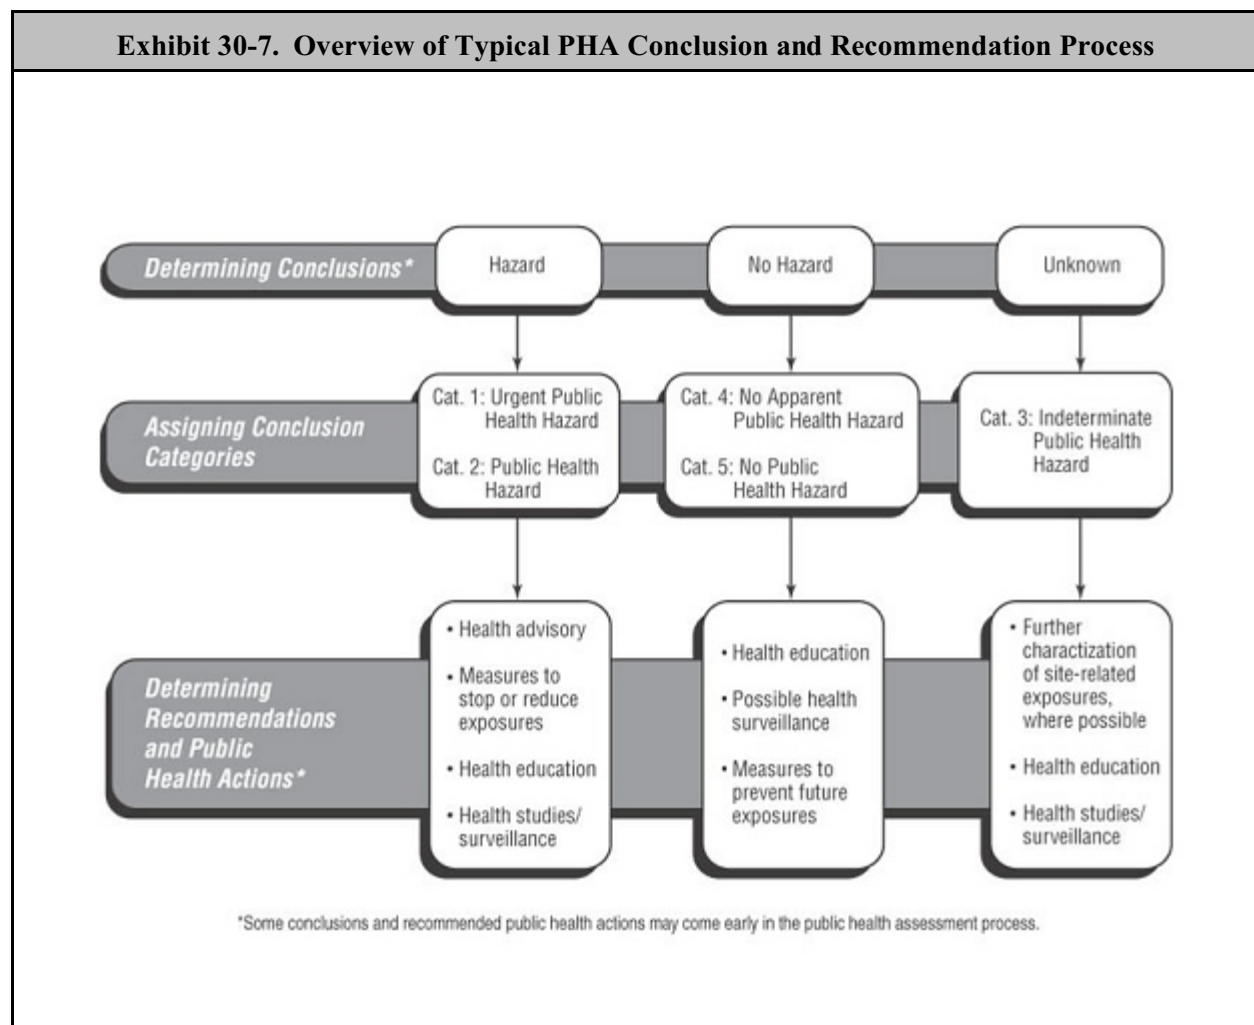 Exhibit 30-7. Overview of Typical PHA Conclusion and Recommendation Process
Determining Conclusions*
Hazard
No Hazard
Unknown
Assigning Conclusion
Categories
Cat. 1: Urgent Public
Health Hazard
Cat. 2: Public Health
Hazard
Cat. 4: No Apparent
Public Health Hazard
Cat. 5: No Public
Health Hazard
Cat. 3: Indeterminate
Public Health
Hazard
Determining
Recommendations
and Public
Health Actions*
• Health advisory
• Measures to
stop or reduce
exposures
• Health education
• Health studies/
surveillance
• Health education
• Possible health
surveillance
• Measures to
prevent future
exposures
• Further
charactization
of site-related
exposures,
where possible
• Health education
• Health studies/
surveillance
*Some conclusions and recommended public health actions may come early in the public health assessment process.